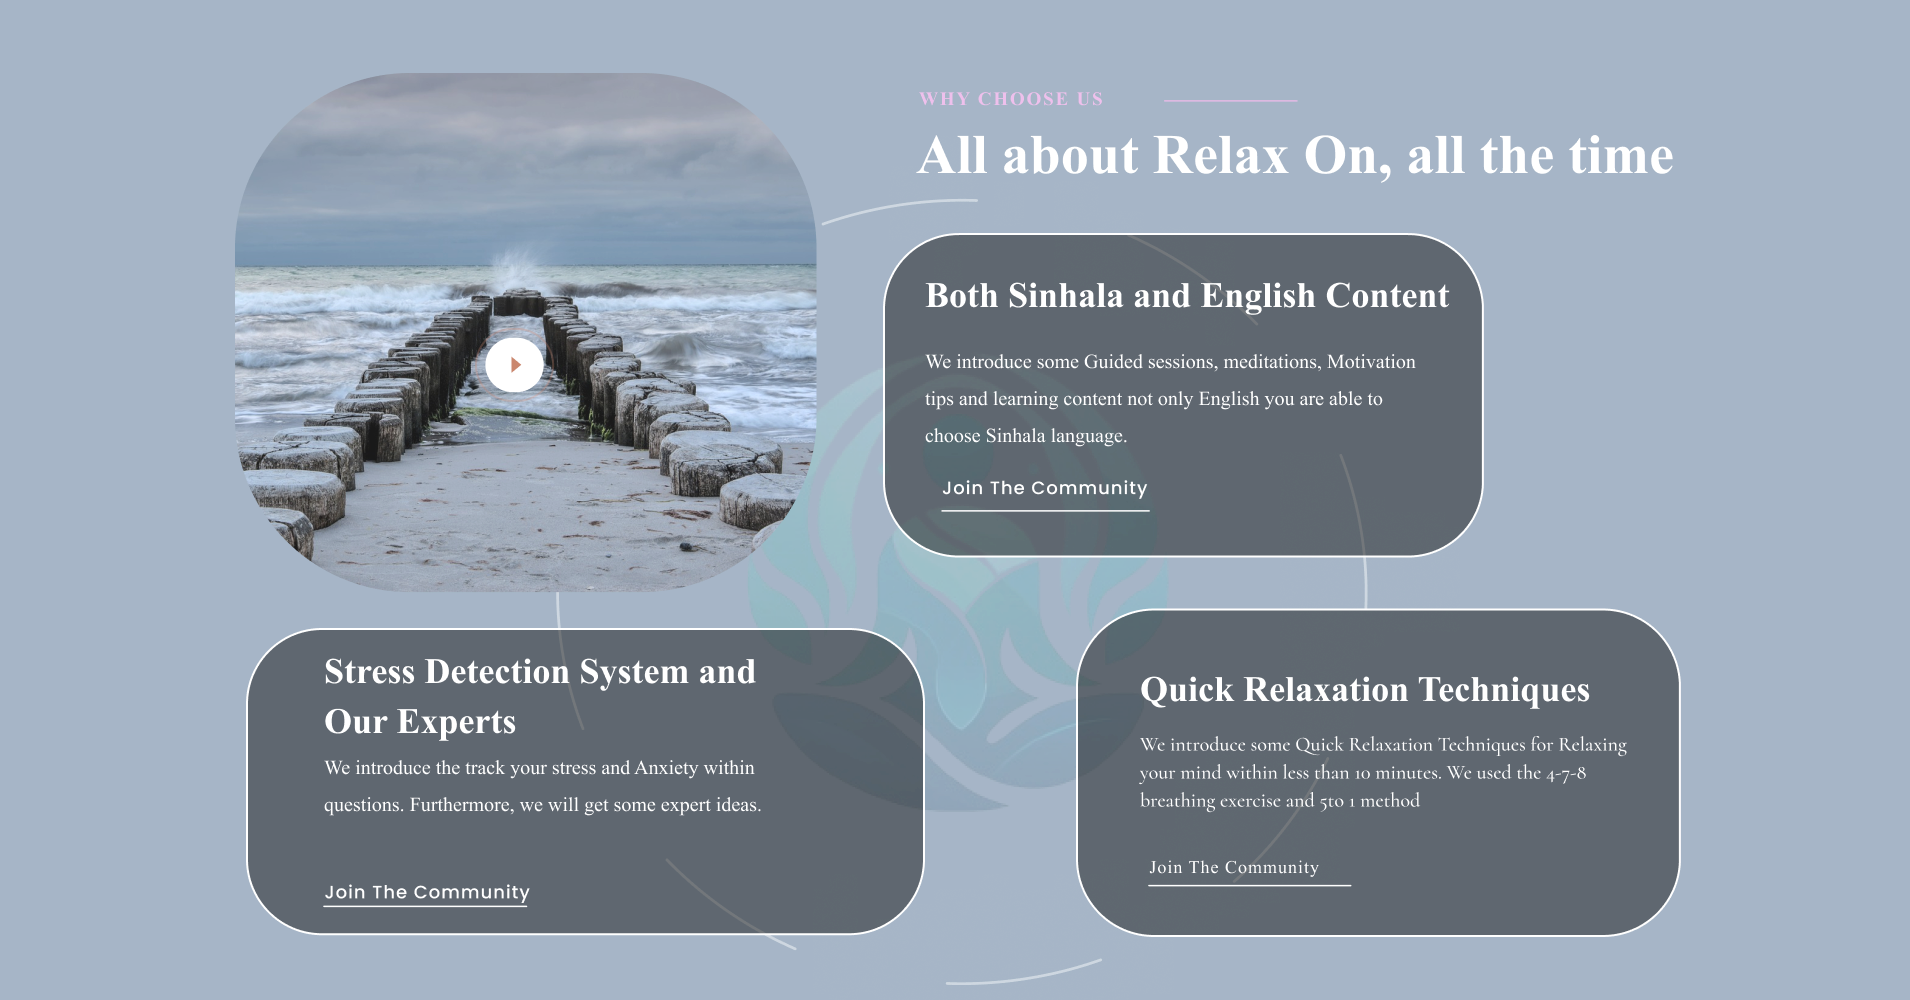 WHY CHOOSE US
All about Relax On, all the time
Both Sinhala and English Content
We introduce some Guided sessions, meditations, Motivation
tips and learning content not only English you are able to
choose Sinhala language.
Join The Community
Stress Detection System and
Our Experts
We introduce the track your stress and Anxiety within
questions. Furthermore, we will get some expert ideas.
Join The Community
Quick Relaxation Techniques
We introduce some Quick Relaxation Techniques for Relaxing
your mind within less than 10 minutes. We used the 4-7-8
breathing exercise and 5to 1 method
Join The Community